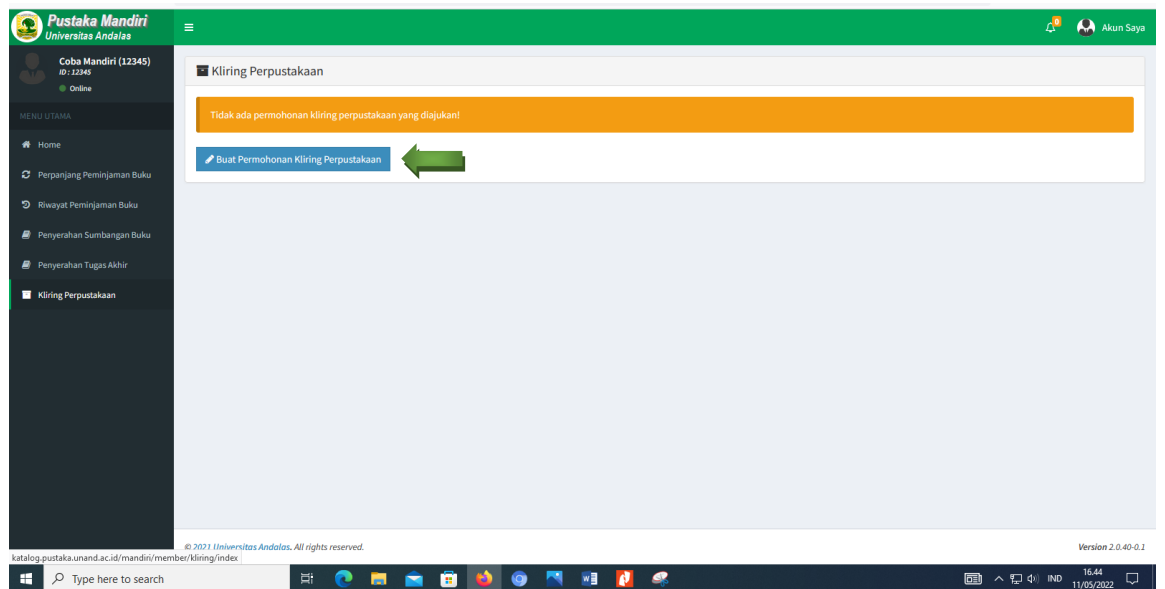 Pustaka Mandiri
Universitas Andalas
0
Akun Saya
Coba Mandiri (12345)
ID : 12345
Online
MENU UTAMA
Home
Perpanjang Peminjaman Buku
Riwayat Peminjaman Buku
Penyerahan Sumbangan Buku
Penyerahan Tugas Akhir
Kliring Perpustakaan
Kliring Perpustakaan
Tidak ada permohonan kliring perpustakaan yang diajukan!
Buat Permohonan Kliring Perpustakaan
© 2021 Universitas Andalas. All rights reserved.
Version 2.0.40-0.1
katalog.pustaka.unand.ac.id/mandiri/member/kliring/index
Type here to search
IND
16.44
11/05/2022